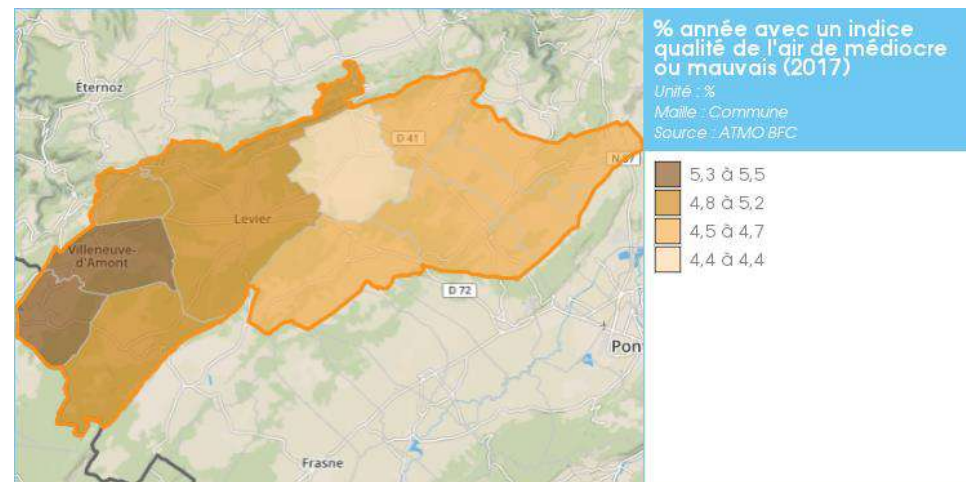 % année avec un indice
qualité de l'air de médiocre
ou mauvais (2017)
Unité : %
Maille : Commune
Source : ATMO BFC
5,3 à 5,5
4,8 à 5,2
4,5 à 4,7
4,4 à 4,4
Éternoz
D 41
N 57
Levier
Villeneuve-
d'Amont
D 72
Pon
Frasne